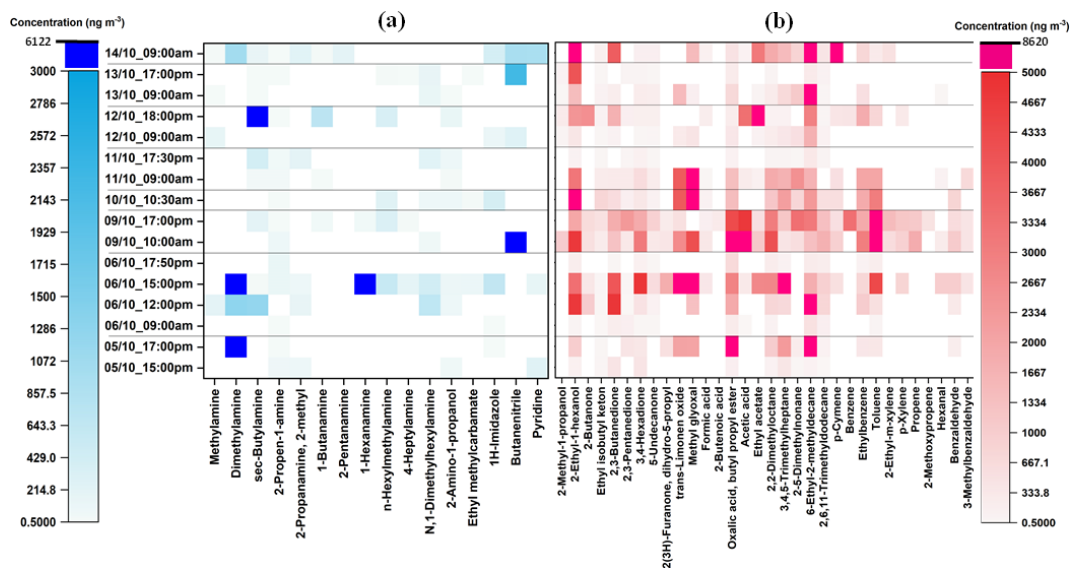 (a)
(b)
Concentration (ng m⁻³)
6122
3000
2786
2572
2357
2143
1929
1715
1500
1286
1072
857.5
643.3
429.0
214.8
0.5000
14/10_09:00am
13/10_17:00pm
13/10_09:00am
12/10_18:00pm
12/10_09:00am
11/10_17:30pm
11/10_09:00am
10/10_10:30am
09/10_17:00pm
09/10_10:00am
06/10_17:50pm
06/10_15:00pm
06/10_12:00pm
06/10_09:00am
05/10_17:00pm
05/10_15:00pm
Methylamine
Dimethylamine
sec-Butylamine
2-Propen-1-amine
2-Propanamine, 2-methyl
1-Butanamine
2-Pentanamine
1-Hexanamine
n-Hexylmethylamine
4-Heptylamine
N,1-Dimethylhexylamine
2-Amino-1-propanol
Ethyl methylcarbamate
1H-Imidazole
Butanenitrile
Pyridine
2-Methyl-1-propanol
2-Ethyl-1-hexanol
2-Butanone
Ethyl isobutyl keton
2,3-Butanedione
2,3-Pentanedione
3,4-Hexadione
5-Undecanone
2(3H)-Furanone, dihydro-5-propyl
trans-Limonen oxide
Methyl glyoxal
Formic acid
2-Butenoic acid
Oxalic acid, butyl propyl ester
Acetic acid
Ethyl acetate
2,2-Dimethyloctane
3,4,5-Trimethylheptane
2-5-Dimethylnonane
6-Ethyl-2-methyldecane
2,6,11-Trimethyldodecane
p-Cymene
Benzene
Ethylbenzene
Toluene
2-Ethyl-m-xylene
p-Xylene
Propene
2-Methoxypropene
Hexanal
Benzaldehyde
3-Methylbenzaldehyde
Concentration (ng m⁻³)
8620
5000
4667
4333
4000
3667
3334
3000
2667
2334
2000
1667
1334
1000
667.1
333.8
0.5000